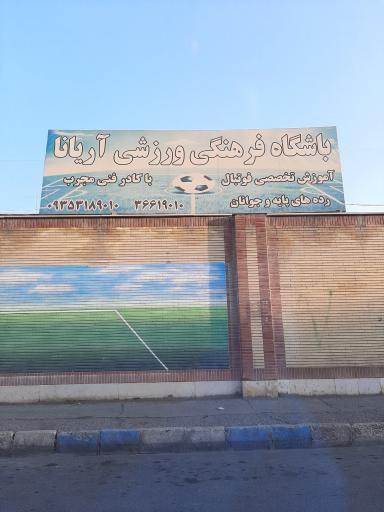 باشگاه فرهنگی ورزشی آریانا
آموزش تخصصی فوتبال با کادر فنی مجرب
رده های پایه و جوانان ۳۶۶۱۹۰۱۰ ۰۹۳۵۳۱۸۹۰۱۰